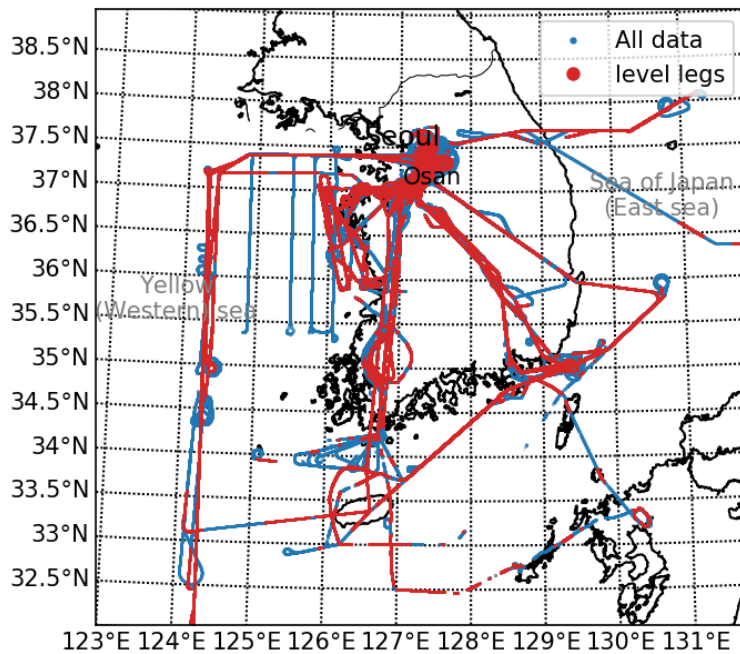 38.5°N
38°N
37.5°N
37°N
36.5°N
36°N
35.5°N
35°N
34.5°N
34°N
33.5°N
33°N
32.5°N
123°E 124°E 125°E 126°E 127°E 128°E 129°E 130°E 131°E
All data
level legs
Seoul
Osan
Sea of Japan
(East sea)
Yellow
(Western) sea